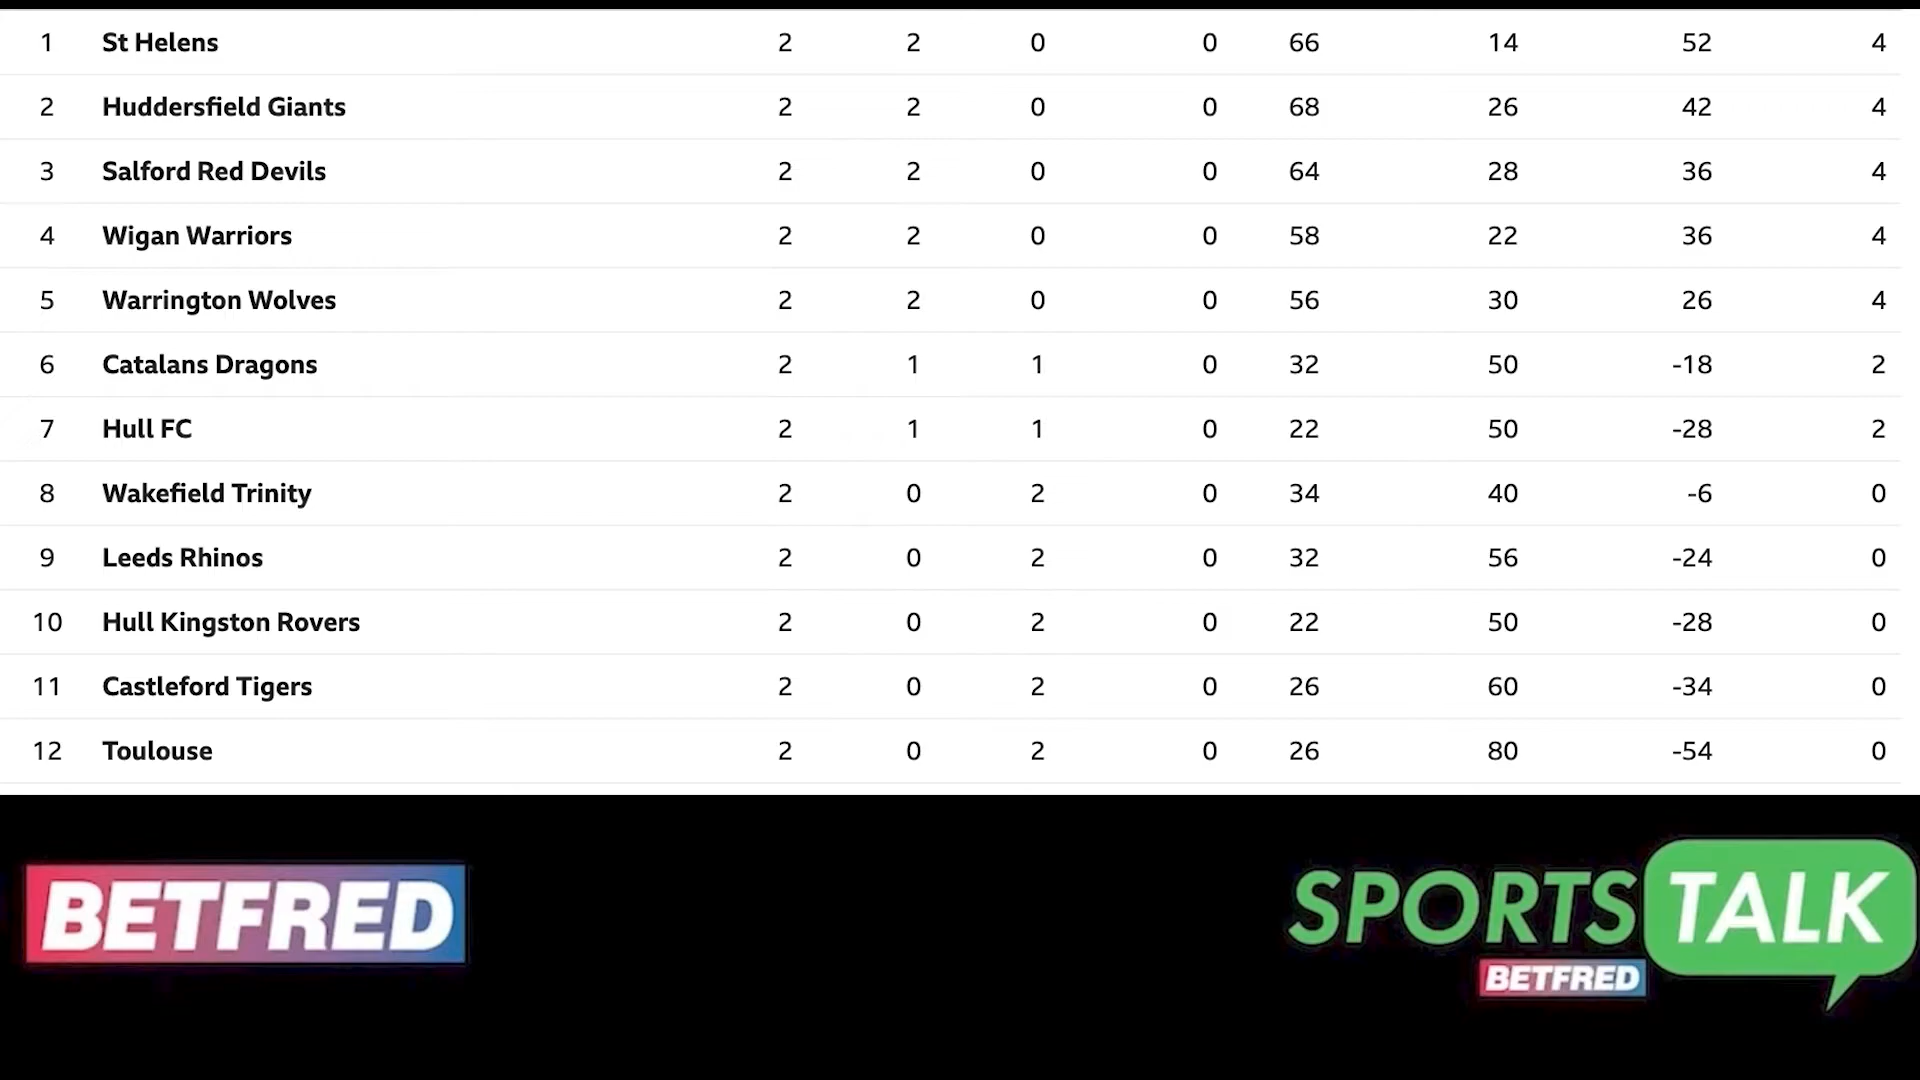 1 St Helens 2 2 0 0 66 14 52 4
2 Huddersfield Giants 2 2 0 0 68 26 42 4
3 Salford Red Devils 2 2 0 0 64 28 36 4
4 Wigan Warriors 2 2 0 0 58 22 36 4
5 Warrington Wolves 2 2 0 0 56 30 26 4
6 Catalans Dragons 2 1 1 0 32 50 -18 2
7 Hull FC 2 1 1 0 22 50 -28 2
8 Wakefield Trinity 2 0 2 0 34 40 -6 0
9 Leeds Rhinos 2 0 2 0 32 56 -24 0
10 Hull Kingston Rovers 2 0 2 0 22 50 -28 0
11 Castleford Tigers 2 0 2 0 26 60 -34 0
12 Toulouse 2 0 2 0 26 80 -54 0
BETFRED
SPORTS TALK
BETFRED